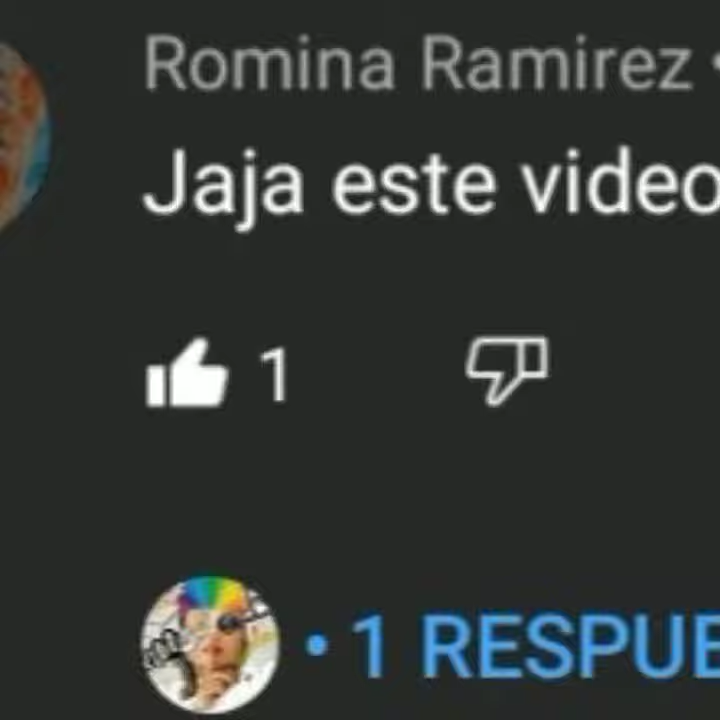 Romina Ramirez •
Jaja este video
1
• 1 RESPUE